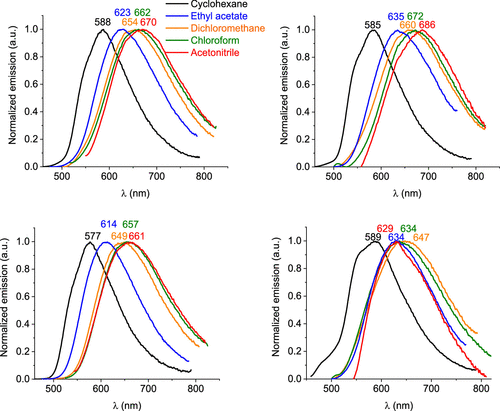 Cyclohexane
Ethyl acetate
Dichloromethane
Chloroform
Acetonitrile
623 662
588 654 670
Normalized emission (a.u.)
1.0
0.8
0.6
0.4
0.2
0.0
500 600 700 800
λ (nm)
635 672
585 660 686
Normalized emission (a.u.)
1.0
0.8
0.6
0.4
0.2
0.0
500 600 700 800
λ (nm)
614 657
577 649 661
Normalized emission (a.u.)
1.0
0.8
0.6
0.4
0.2
0.0
500 600 700 800
λ (nm)
629 634
589 634 647
Normalized emission (a.u.)
1.0
0.8
0.6
0.4
0.2
0.0
500 600 700 800
λ (nm)